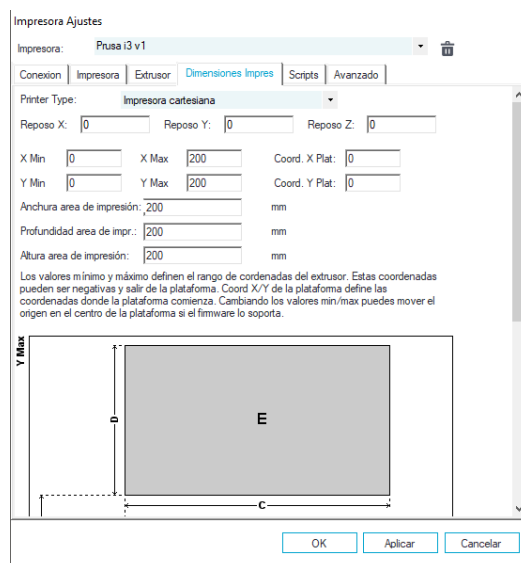 Impresora Ajustes
Impresora: Prusa i3 v1
Conexion Impresora Extrusor Dimensiones Impres Scripts Avanzado
Printer Type: Impresora cartesiana
Reposo X: 0 Reposo Y: 0 Reposo Z: 0
X Min 0 X Max 200 Coord. X Plat: 0
Y Min 0 Y Max 200 Coord. Y Plat: 0
Anchura area de impresión: 200 mm
Profundidad area de impr.: 200 mm
Altura area de impresión: 200 mm
Los valores mínimo y máximo definen el rango de cordenadas del extrusor. Estas coordenadas
pueden ser negativas y salir de la plataforma. Coord X/Y de la plataforma define las
coordenadas donde la plataforma comienza. Cambiando los valores min/max puedes mover el
origen en el centro de la plataforma si el firmware lo soporta.
Y Max
D
E
C
OK Aplicar Cancelar